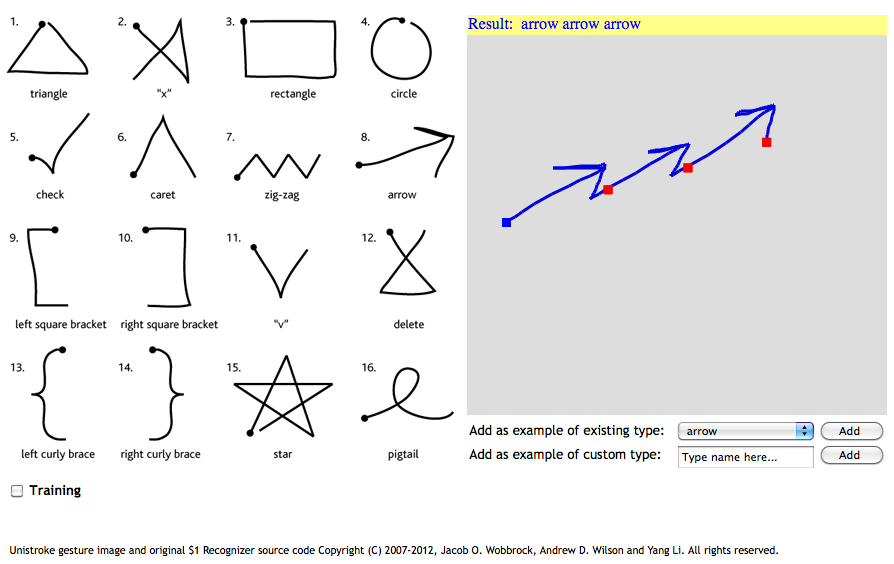 Result:  arrow arrow arrow
1. 2. 3. 4.
triangle "x" rectangle circle
5. 6. 7. 8.
check caret zig-zag arrow
9. 10. 11. 12.
left square bracket right square bracket "v" delete
13. 14. 15. 16.
left curly brace right curly brace star pigtail
Add as example of existing type: arrow Add
Add as example of custom type: Type name here... Add
Training
Unistroke gesture image and original $1 Recognizer source code Copyright (C) 2007-2012, Jacob O. Wobbrock, Andrew D. Wilson and Yang Li. All rights reserved.